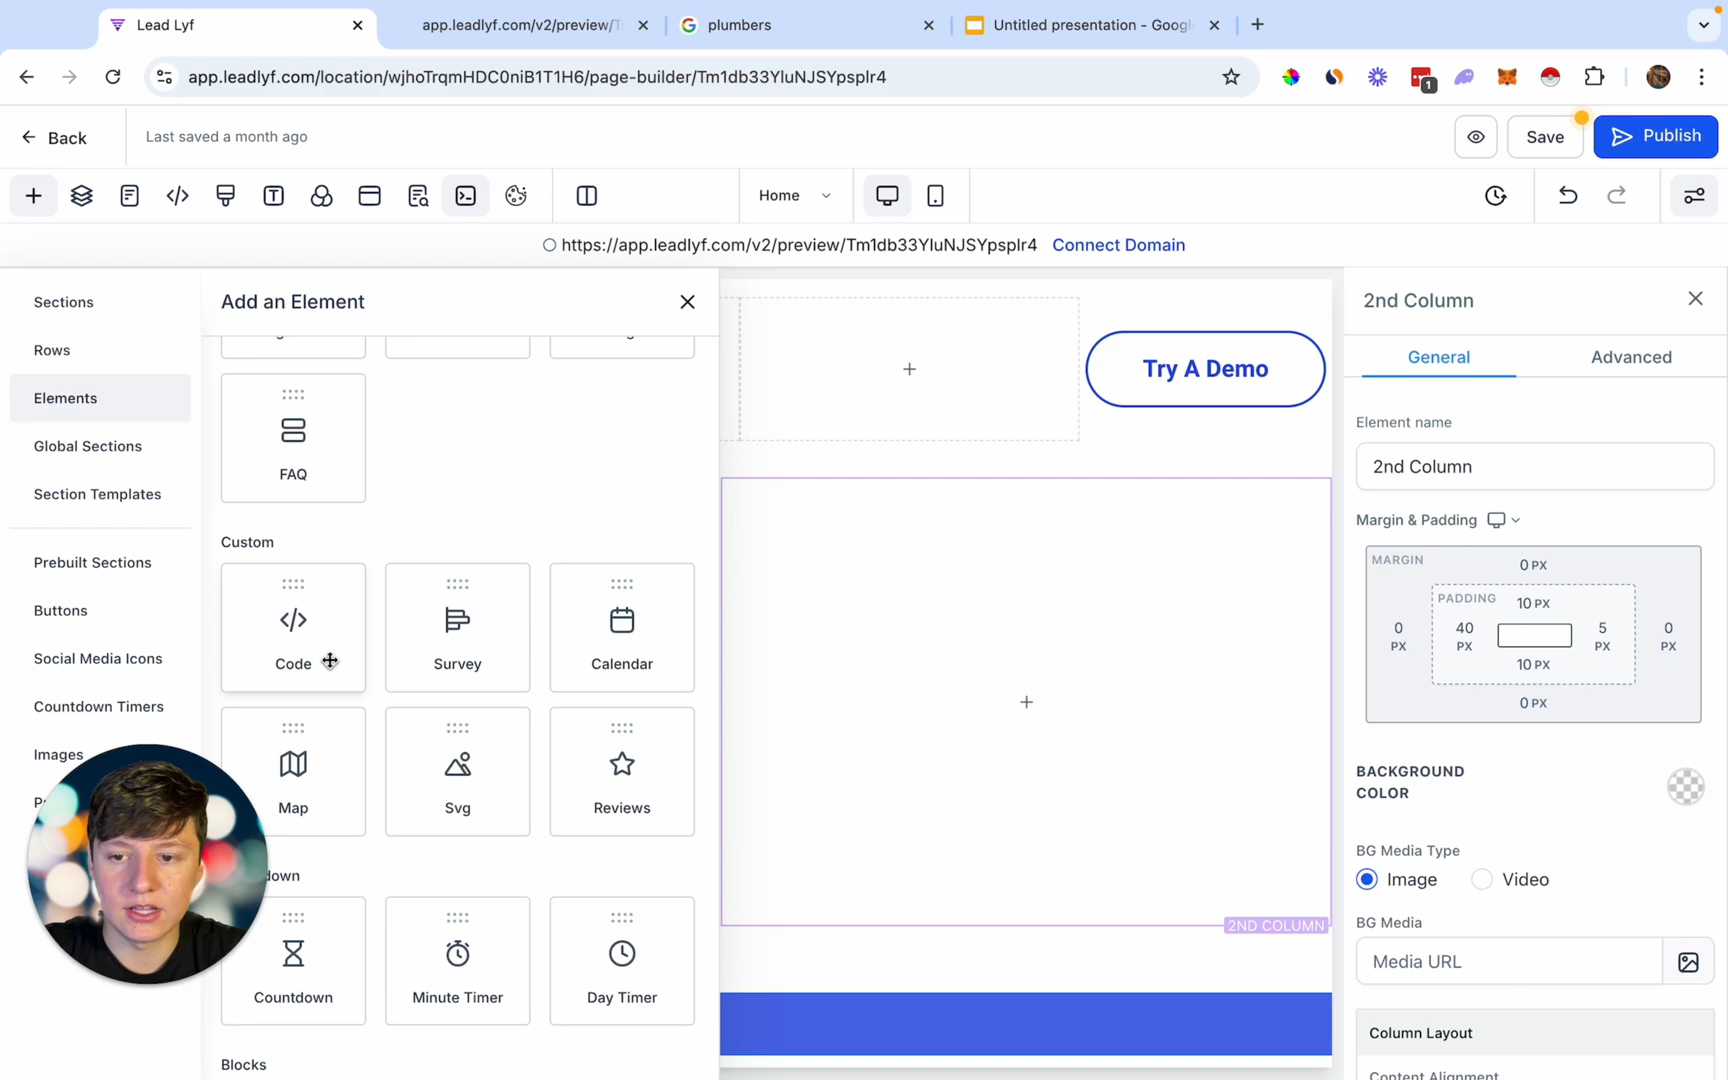 Lead Lyf
app.leadlyf.com/v2/preview/T
plumbers
Untitled presentation - Google
app.leadlyf.com/location/wjhoTrqmHDC0niB1T1H6/page-builder/Tm1db33YluNJSYpsplr4
1
Back
Last saved a month ago
Save
Publish
Home
https://app.leadlyf.com/v2/preview/Tm1db33YluNJSYpsplr4 Connect Domain
Sections
Rows
Elements
Global Sections
Section Templates
Prebuilt Sections
Buttons
Social Media Icons
Countdown Timers
Images
Add an Element
FAQ
Custom
Code
Survey
Calendar
Map
Svg
Reviews
down
Countdown
Minute Timer
Day Timer
Blocks
Try A Demo
2ND COLUMN
2nd Column
General
Advanced
Element name
2nd Column
Margin & Padding
MARGIN
0 PX
PADDING
10 PX
0 PX
40 PX
5 PX
0 PX
10 PX
0 PX
BACKGROUND
COLOR
BG Media Type
Image
Video
BG Media
Media URL
Column Layout
Content Alignment